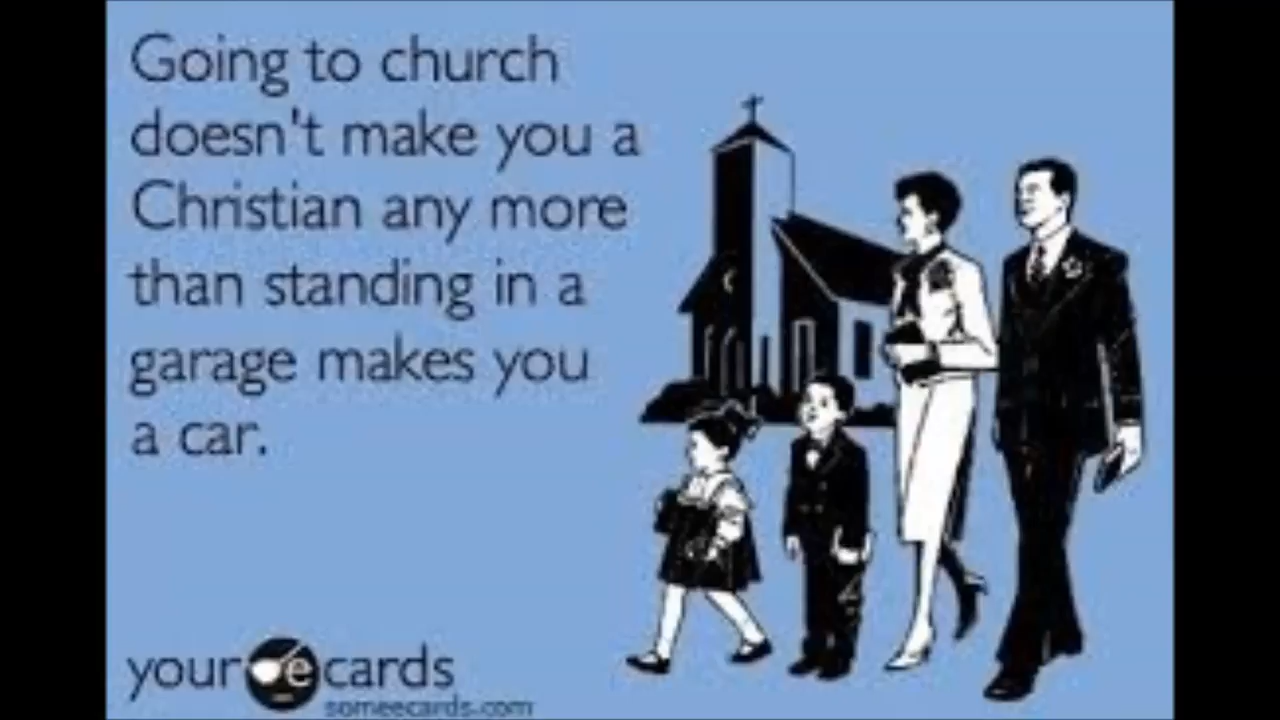 Going to church
doesn't make you a
Christian any more
than standing in a
garage makes you
a car.
your e cards
someecards.com